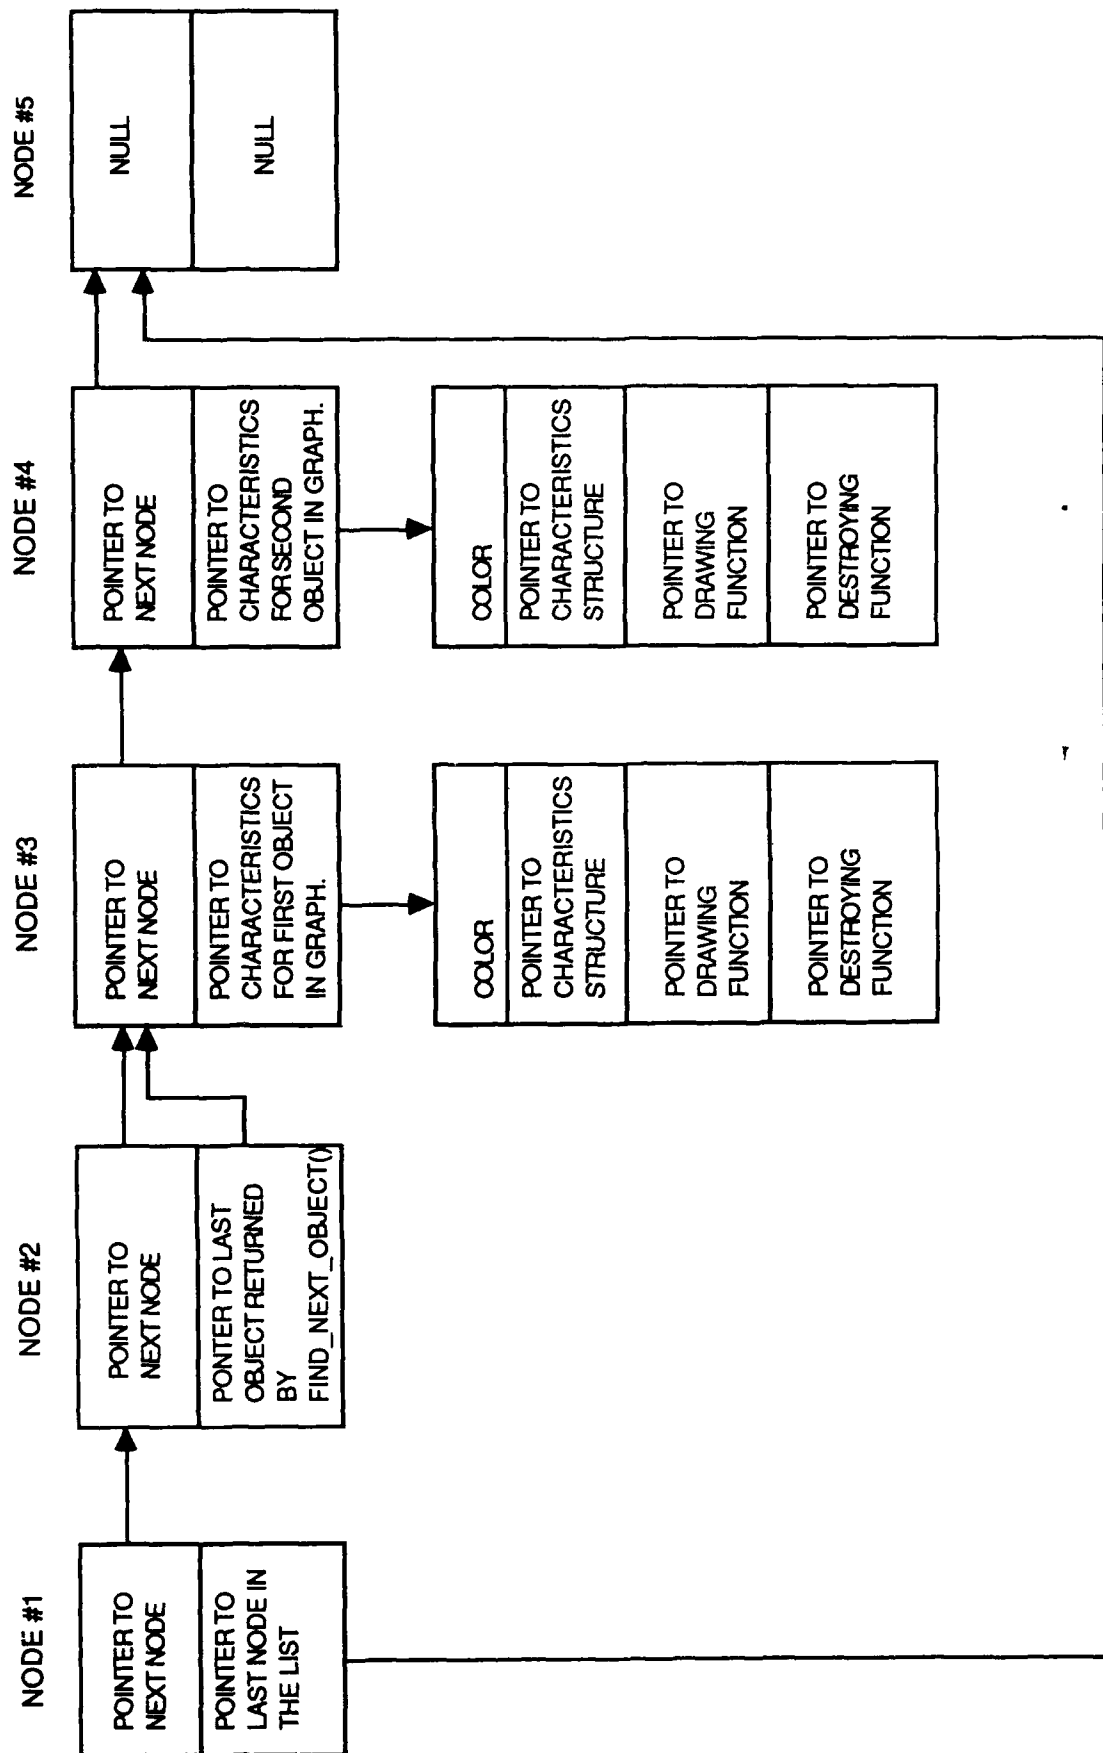 NODE #1
POINTER TO
NEXT NODE
POINTER TO
LAST NODE IN
THE LIST
NODE #2
POINTER TO
NEXT NODE
PONTER TO LAST
OBJECT RETURNED
BY
FIND_NEXT_OBJECT()
NODE #3
POINTER TO
NEXT NODE
POINTER TO
CHARACTERISTICS
FOR FIRST OBJECT
IN GRAPH.
COLOR
POINTER TO
CHARACTERISTICS
STRUCTURE
POINTER TO
DRAWING
FUNCTION
POINTER TO
DESTROYING
FUNCTION
NODE #4
POINTER TO
NEXT NODE
POINTER TO
CHARACTERISTICS
FOR SECOND
OBJECT IN GRAPH.
COLOR
POINTER TO
CHARACTERISTICS
STRUCTURE
POINTER TO
DRAWING
FUNCTION
POINTER TO
DESTROYING
FUNCTION
NODE #5
NULL
NULL